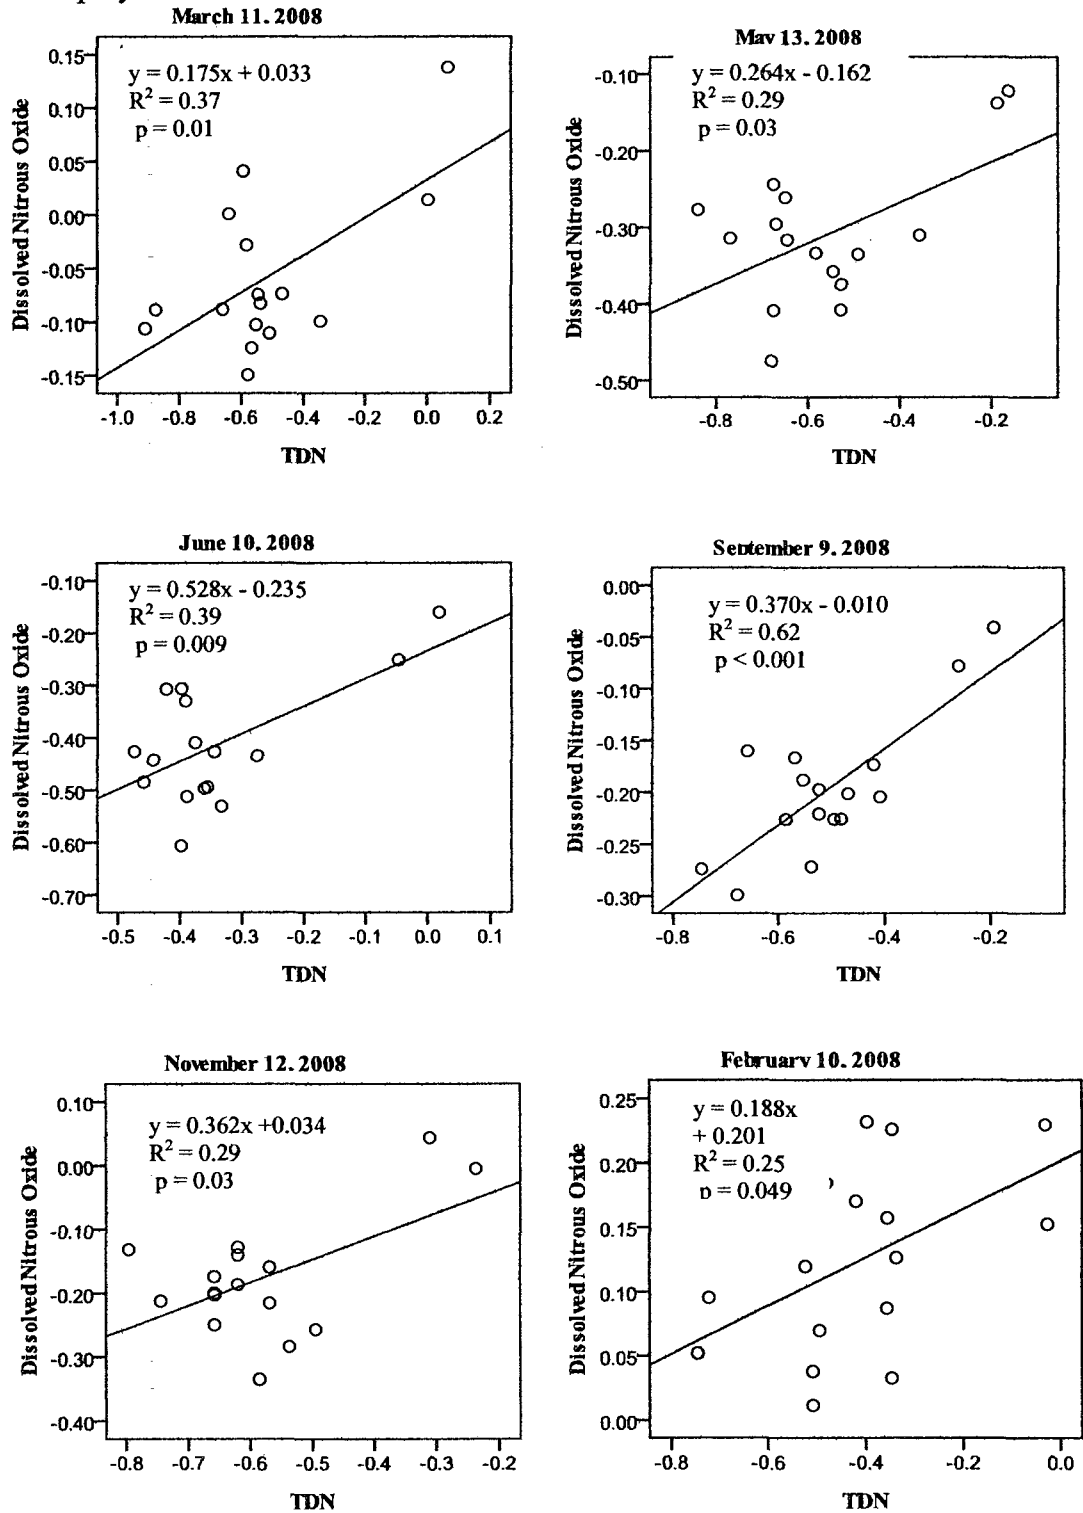 March 11. 2008
y = 0.175x + 0.033
R² = 0.37
p = 0.01
Dissolved Nitrous Oxide
0.15
0.10
0.05
0.00
-0.05
-0.10
-0.15
-1.0 -0.8 -0.6 -0.4 -0.2 0.0 0.2
TDN
May 13. 2008
y = 0.264x - 0.162
R² = 0.29
p = 0.03
Dissolved Nitrous Oxide
-0.10
-0.20
-0.30
-0.40
-0.50
-0.8 -0.6 -0.4 -0.2
TDN
June 10. 2008
y = 0.528x - 0.235
R² = 0.39
p = 0.009
Dissolved Nitrous Oxide
-0.10
-0.20
-0.30
-0.40
-0.50
-0.60
-0.70
-0.5 -0.4 -0.3 -0.2 -0.1 0.0 0.1
TDN
September 9. 2008
y = 0.370x - 0.010
R² = 0.62
p < 0.001
Dissolved Nitrous Oxide
0.00
-0.05
-0.10
-0.15
-0.20
-0.25
-0.30
-0.8 -0.6 -0.4 -0.2
TDN
November 12. 2008
y = 0.362x +0.034
R² = 0.29
p = 0.03
Dissolved Nitrous Oxide
0.10
0.00
-0.10
-0.20
-0.30
-0.40
-0.8 -0.7 -0.6 -0.5 -0.4 -0.3 -0.2
TDN
February 10. 2008
y = 0.188x
+ 0.201
R² = 0.25
p = 0.049
Dissolved Nitrous Oxide
0.25
0.20
0.15
0.10
0.05
0.00
-0.8 -0.6 -0.4 -0.2 0.0
TDN